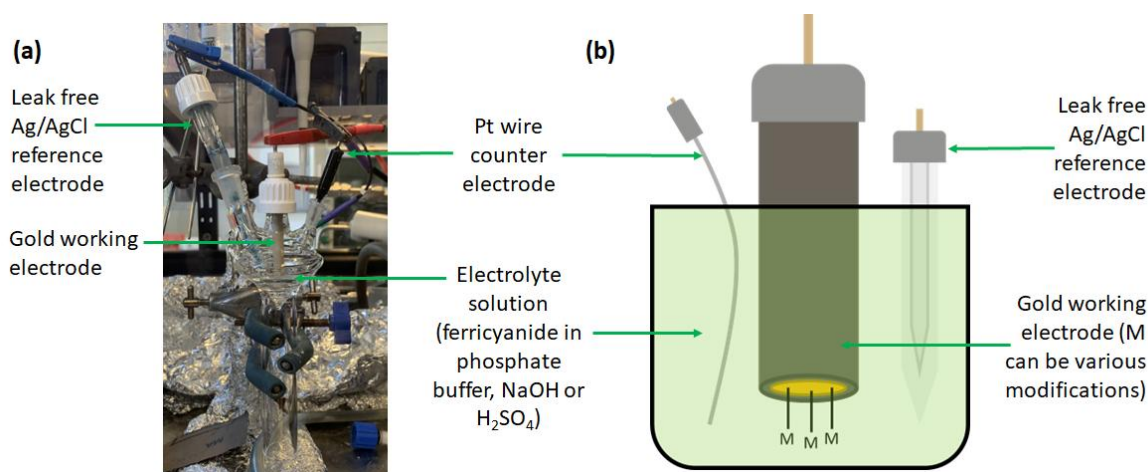 (a)
Leak free
Ag/AgCl
reference
electrode
Gold working
electrode
Pt wire
counter
electrode
Electrolyte
solution
(ferricyanide in
phosphate
buffer, NaOH or
H₂SO₄)
(b)
Leak free
Ag/AgCl
reference
electrode
Gold working
electrode (M
can be various
modifications)
M M M